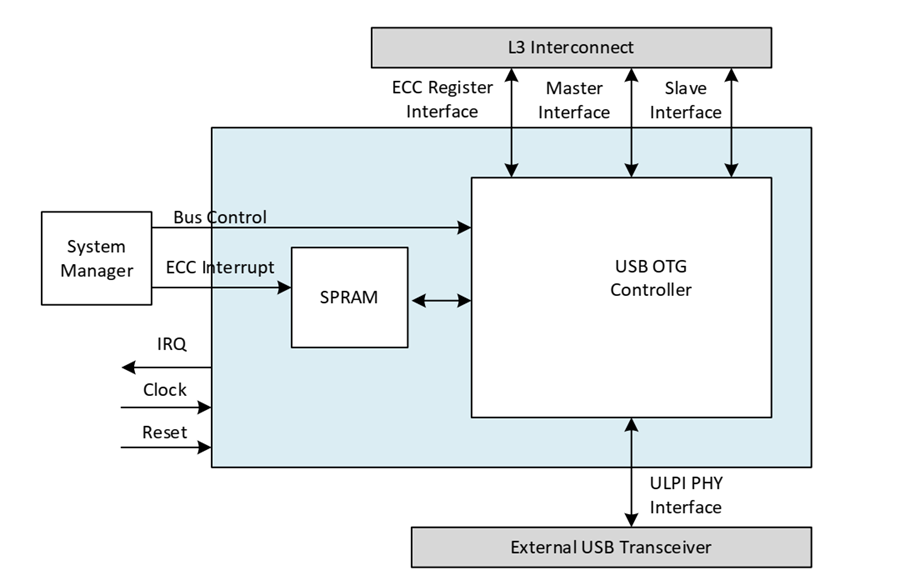 L3 Interconnect
ECC Register
Interface
Master
Interface
Slave
Interface
System
Manager
Bus Control
ECC Interrupt
SPRAM
USB OTG
Controller
IRQ
Clock
Reset
ULPI PHY
Interface
External USB Transceiver